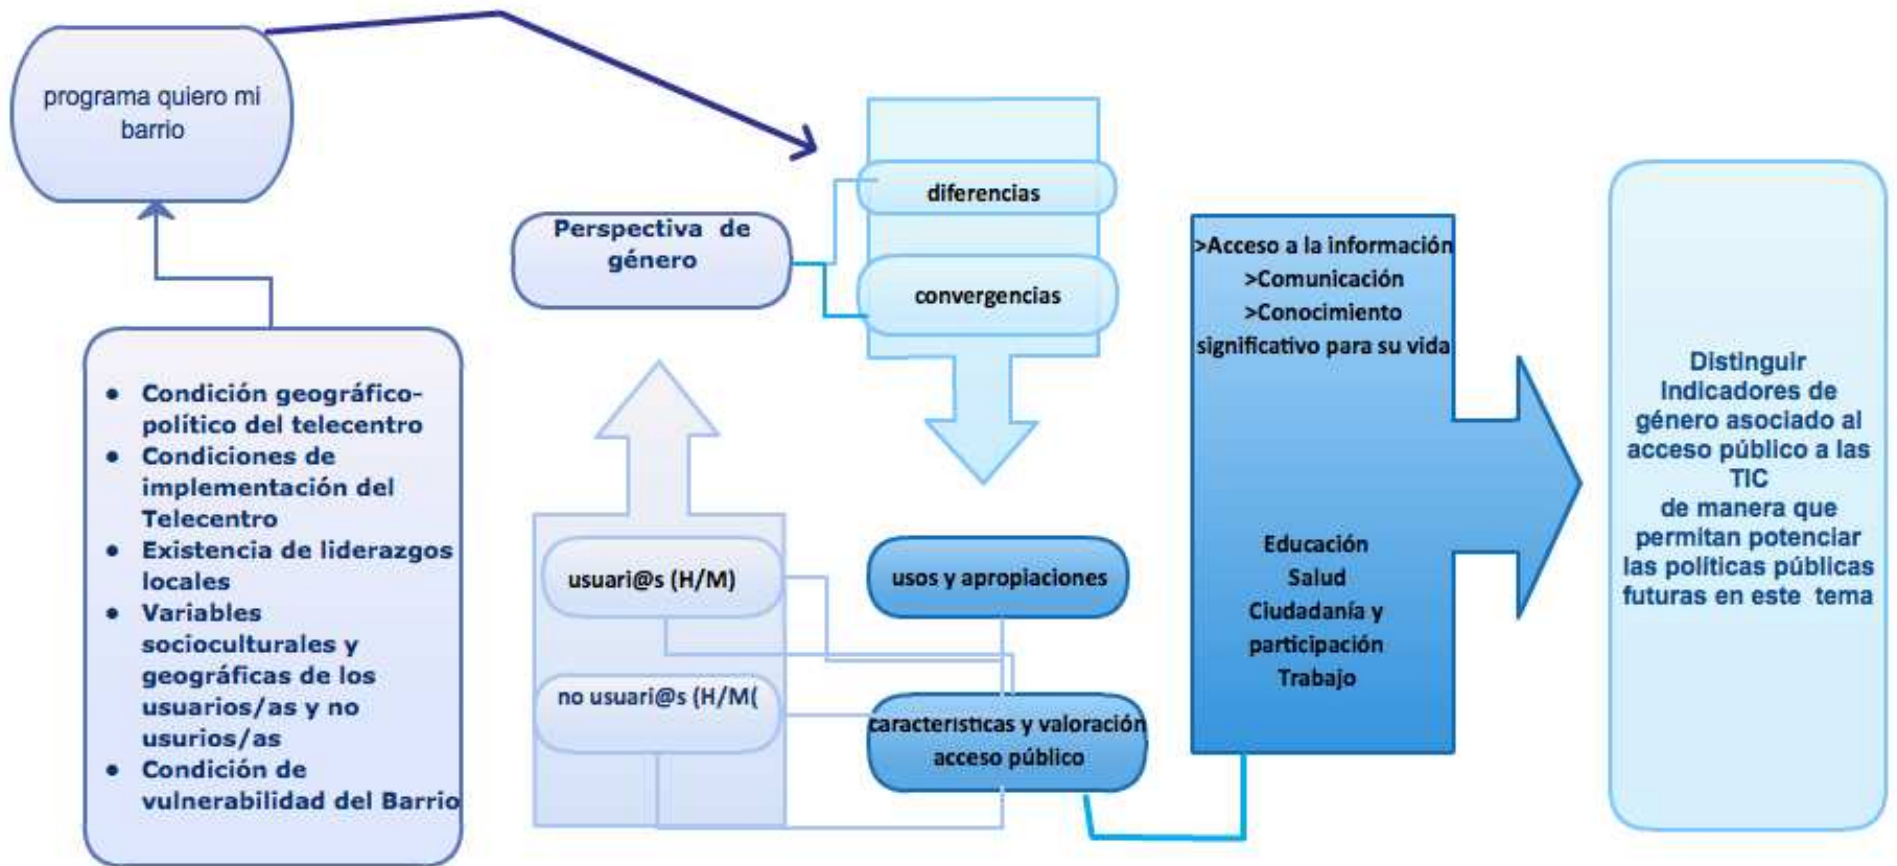 programa quiero mi
barrio
• Condición geográfico-
político del telecentro
• Condiciones de
implementación del
Telecentro
• Existencia de liderazgos
locales
• Variables
socioculturales y
geográficas de los
usuarios/as y no
usurios/as
• Condición de
vulnerabilidad del Barrio
Perspectiva de
género
diferencias
convergencias
usuari@s (H/M)
no usuari@s (H/M(
usos y apropiaciones
características y valoración
acceso público
>Acceso a la información
>Comunicación
>Conocimiento
significativo para su vida
Educación
Salud
Ciudadanía y
participación
Trabajo
Distinguir
Indicadores de
género asociado al
acceso público a las
TIC
de manera que
permitan potenciar
las políticas públicas
futuras en este tema